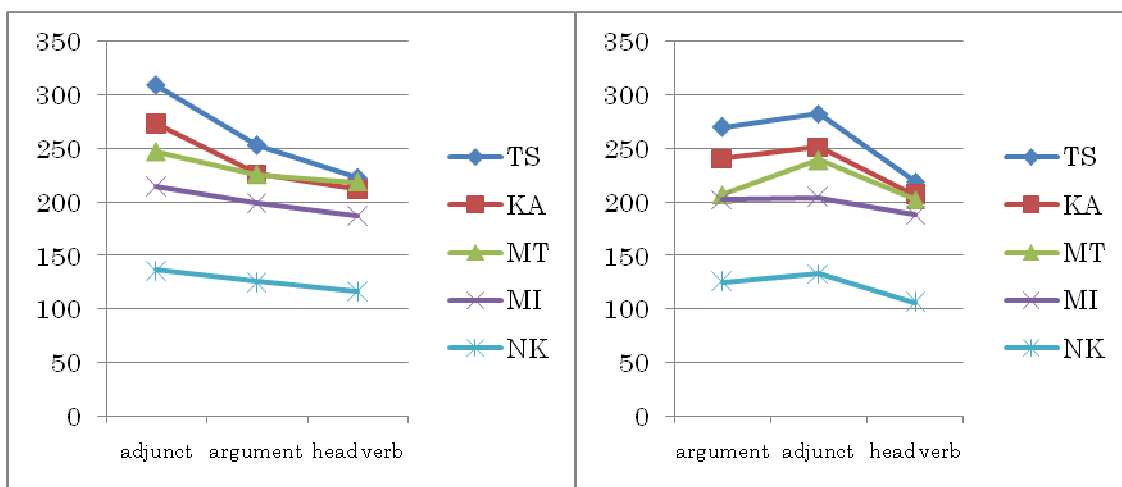 350
300
250
200
150
100
50
0
adjunct argument head verb
TS
KA
MT
MI
NK
350
300
250
200
150
100
50
0
argument adjunct head verb
TS
KA
MT
MI
NK